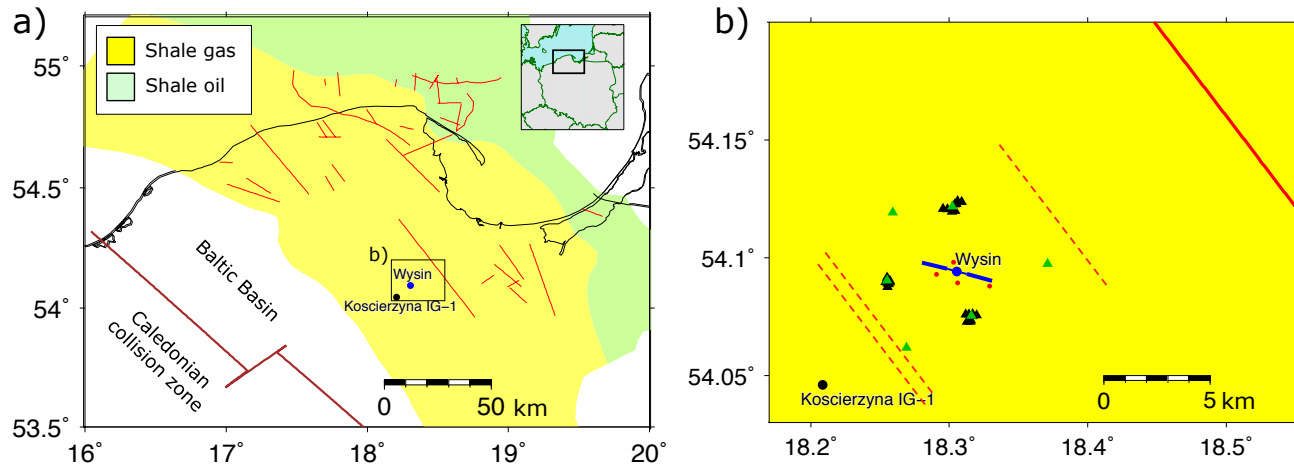 a)
Shale gas
Shale oil
55°
54.5°
54°
53.5°
16
17
18
19
20
b)
Wysin
Koscierzyna IG–1
Baltic Basin
Caledonian
collision zone
0 50 km
b)
54.15°
54.1°
54.05°
18.2°
18.3°
18.4°
18.5°
Wysin
Koscierzyna IG–1
0 5 km